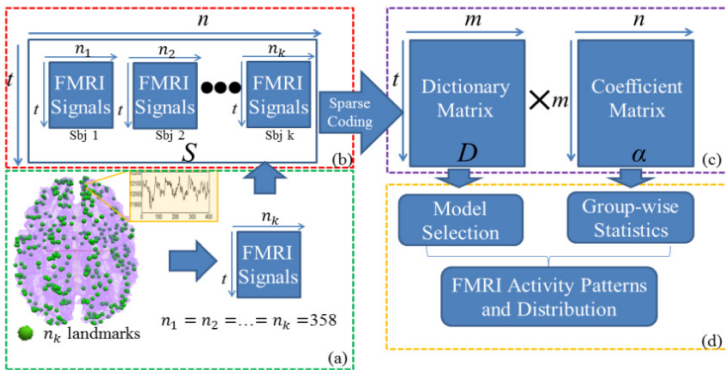 n
n₁
n₂
nₖ
t
t
t
t
FMRI
Signals
FMRI
Signals
FMRI
Signals
Sbj 1
Sbj 2
Sbj k
S
(b)
Sparse
Coding
m
n
t
Dictionary
Matrix
D
×
m
Coefficient
Matrix
α
(c)
nₖ
t
FMRI
Signals
n₁ = n₂ = …= nₖ =358
nₖ landmarks
(a)
Model
Selection
Group-wise
Statistics
FMRI Activity Patterns
and Distribution
(d)